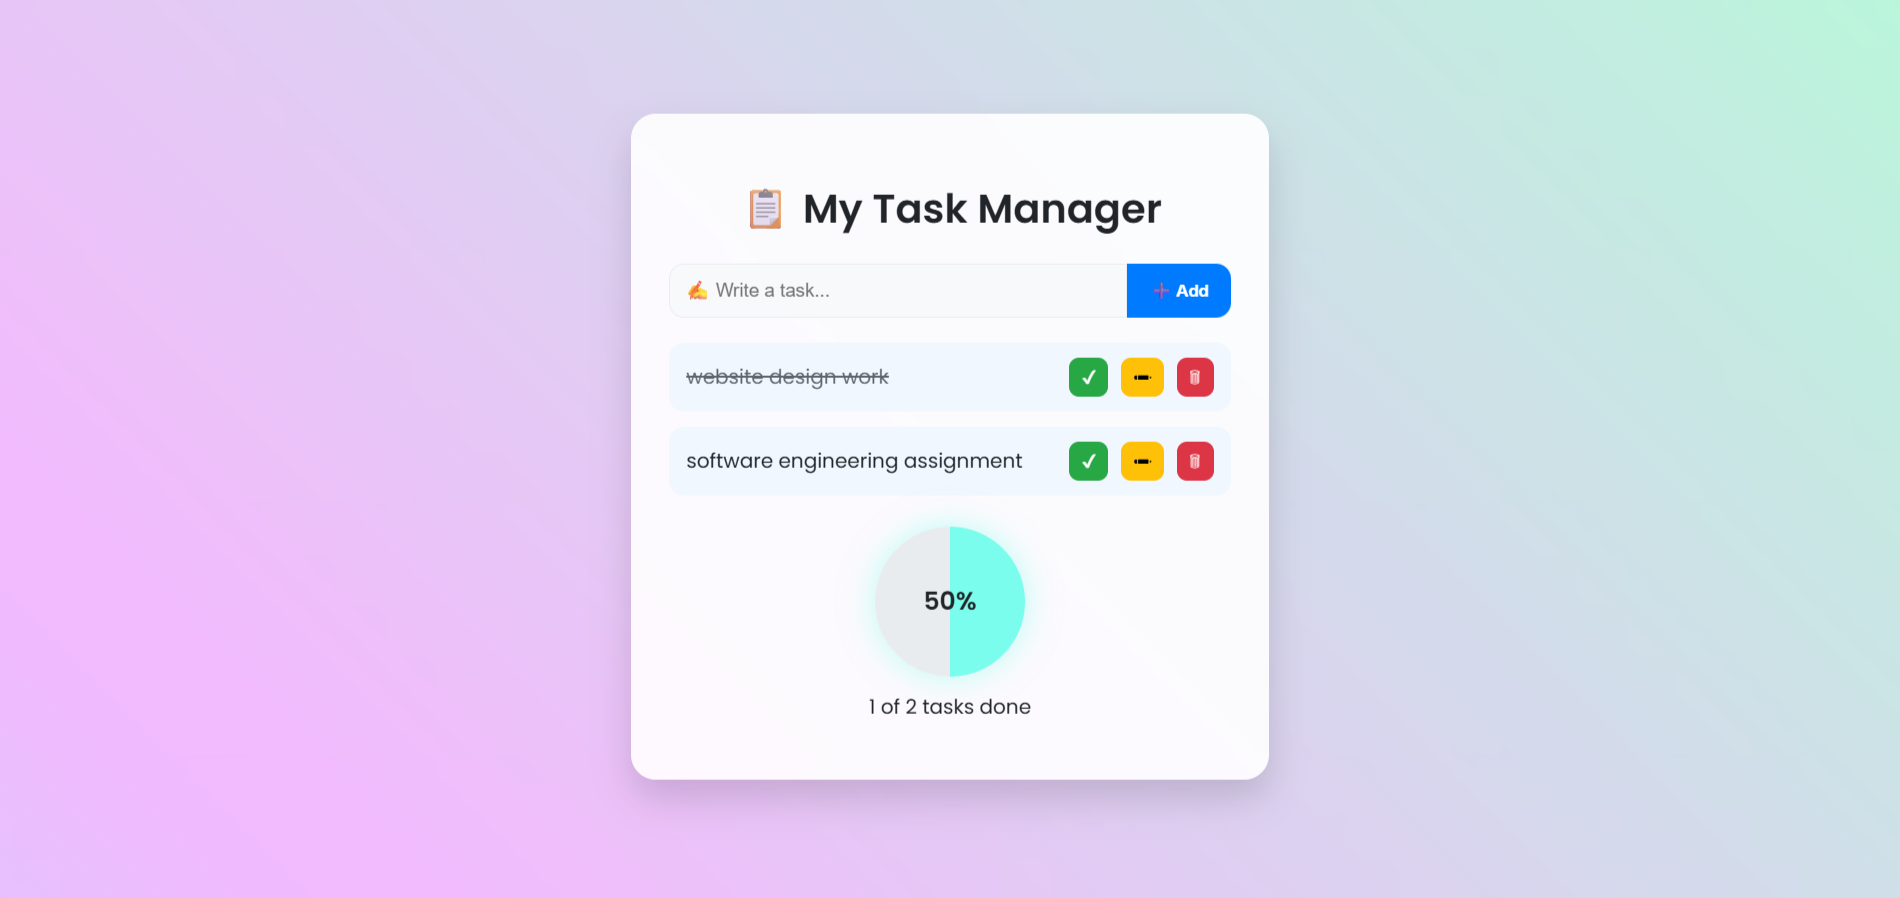 📋 My Task Manager
✍️ Write a task...
➕ Add
website design work
software engineering assignment
50%
1 of 2 tasks done